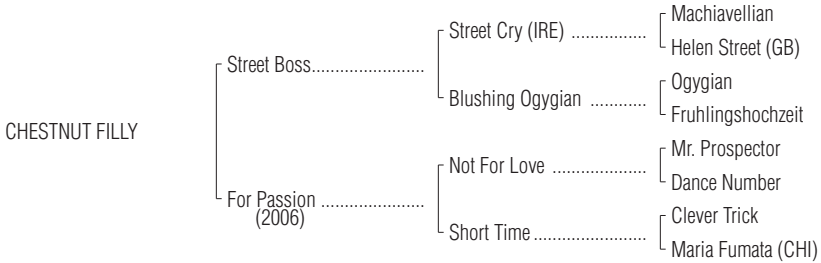 Machiavellian
Street Cry (IRE) ................
Helen Street (GB)
Street Boss........................
Ogygian
Blushing Ogygian ............
Fruhlingshochzeit
CHESTNUT FILLY
Mr. Prospector
Not For Love ....................
Dance Number
For Passion ......................
(2006)
Clever Trick
Short Time ........................
Maria Fumata (CHI)